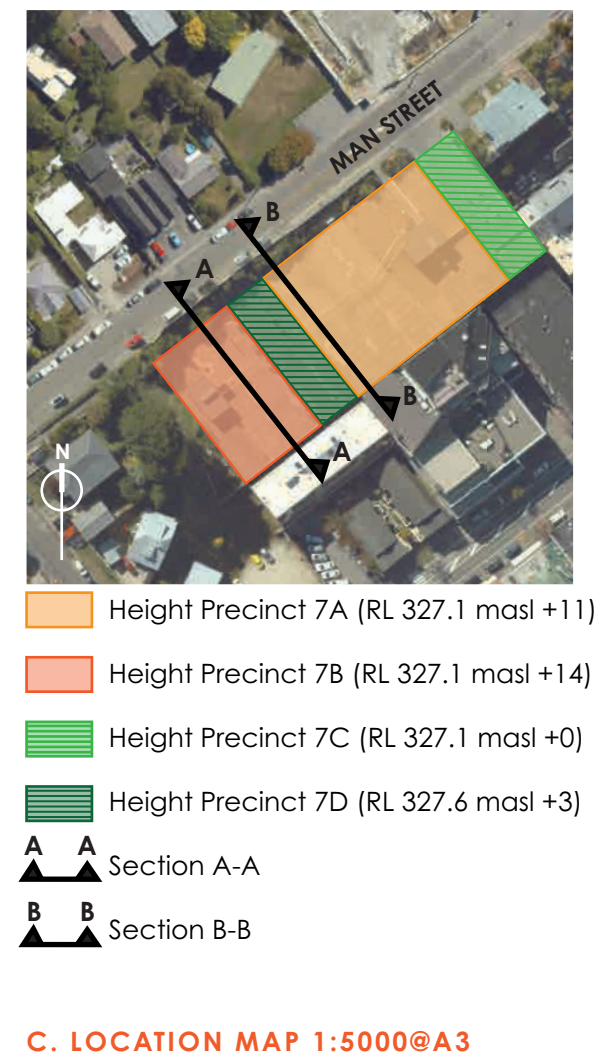 MAN STREET
B
A
B
A
N
Height Precinct 7A (RL 327.1 masl +11)
Height Precinct 7B (RL 327.1 masl +14)
Height Precinct 7C (RL 327.1 masl +0)
Height Precinct 7D (RL 327.6 masl +3)
A A
Section A-A
B B
Section B-B
C. LOCATION MAP 1:5000@A3